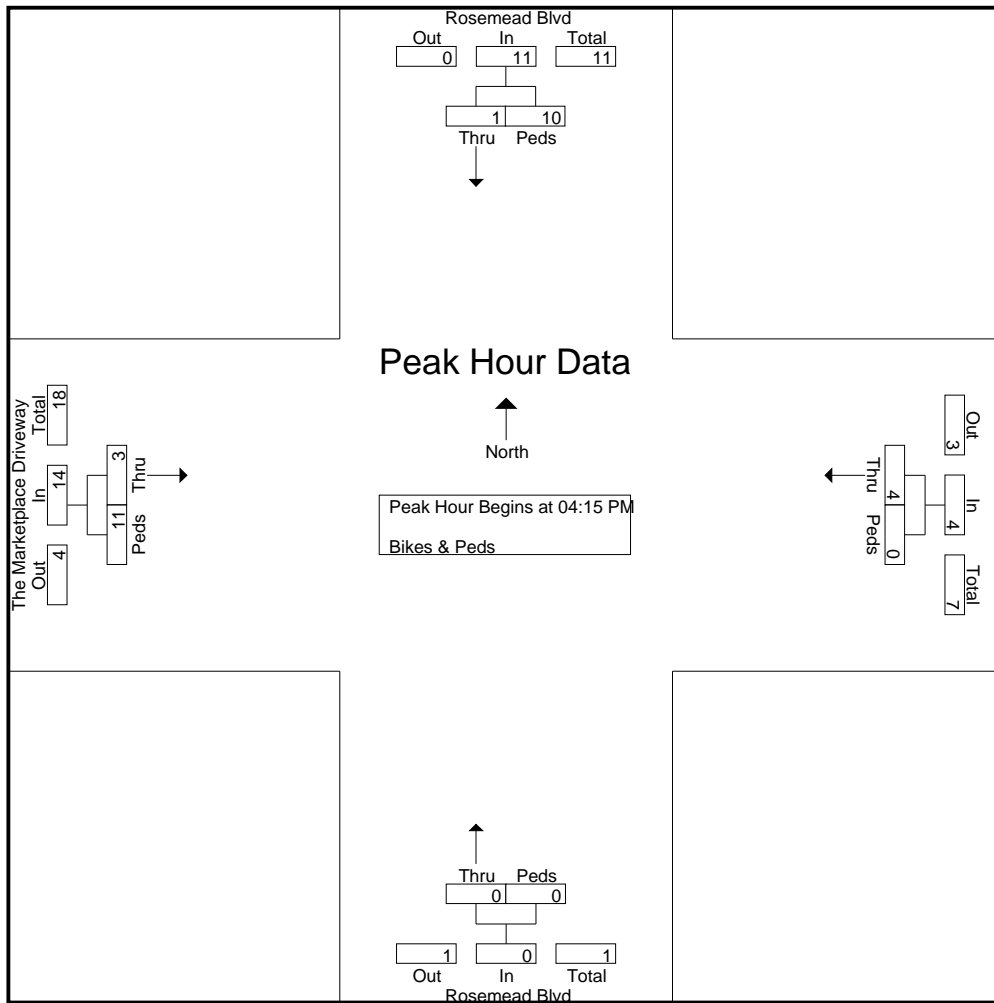 Rosemead Blvd
Out In Total
0 11 11
1 10
Thru Peds
Peak Hour Data
North
Peak Hour Begins at 04:15 PM
Bikes & Peds
The Marketplace Driveway
Total In Out
18 14 4
3 11
Thru Peds
Out In Total
3 4 7
4 0
Thru Peds
Thru Peds
0 0
1 0 1
Out In Total
Rosemead Blvd